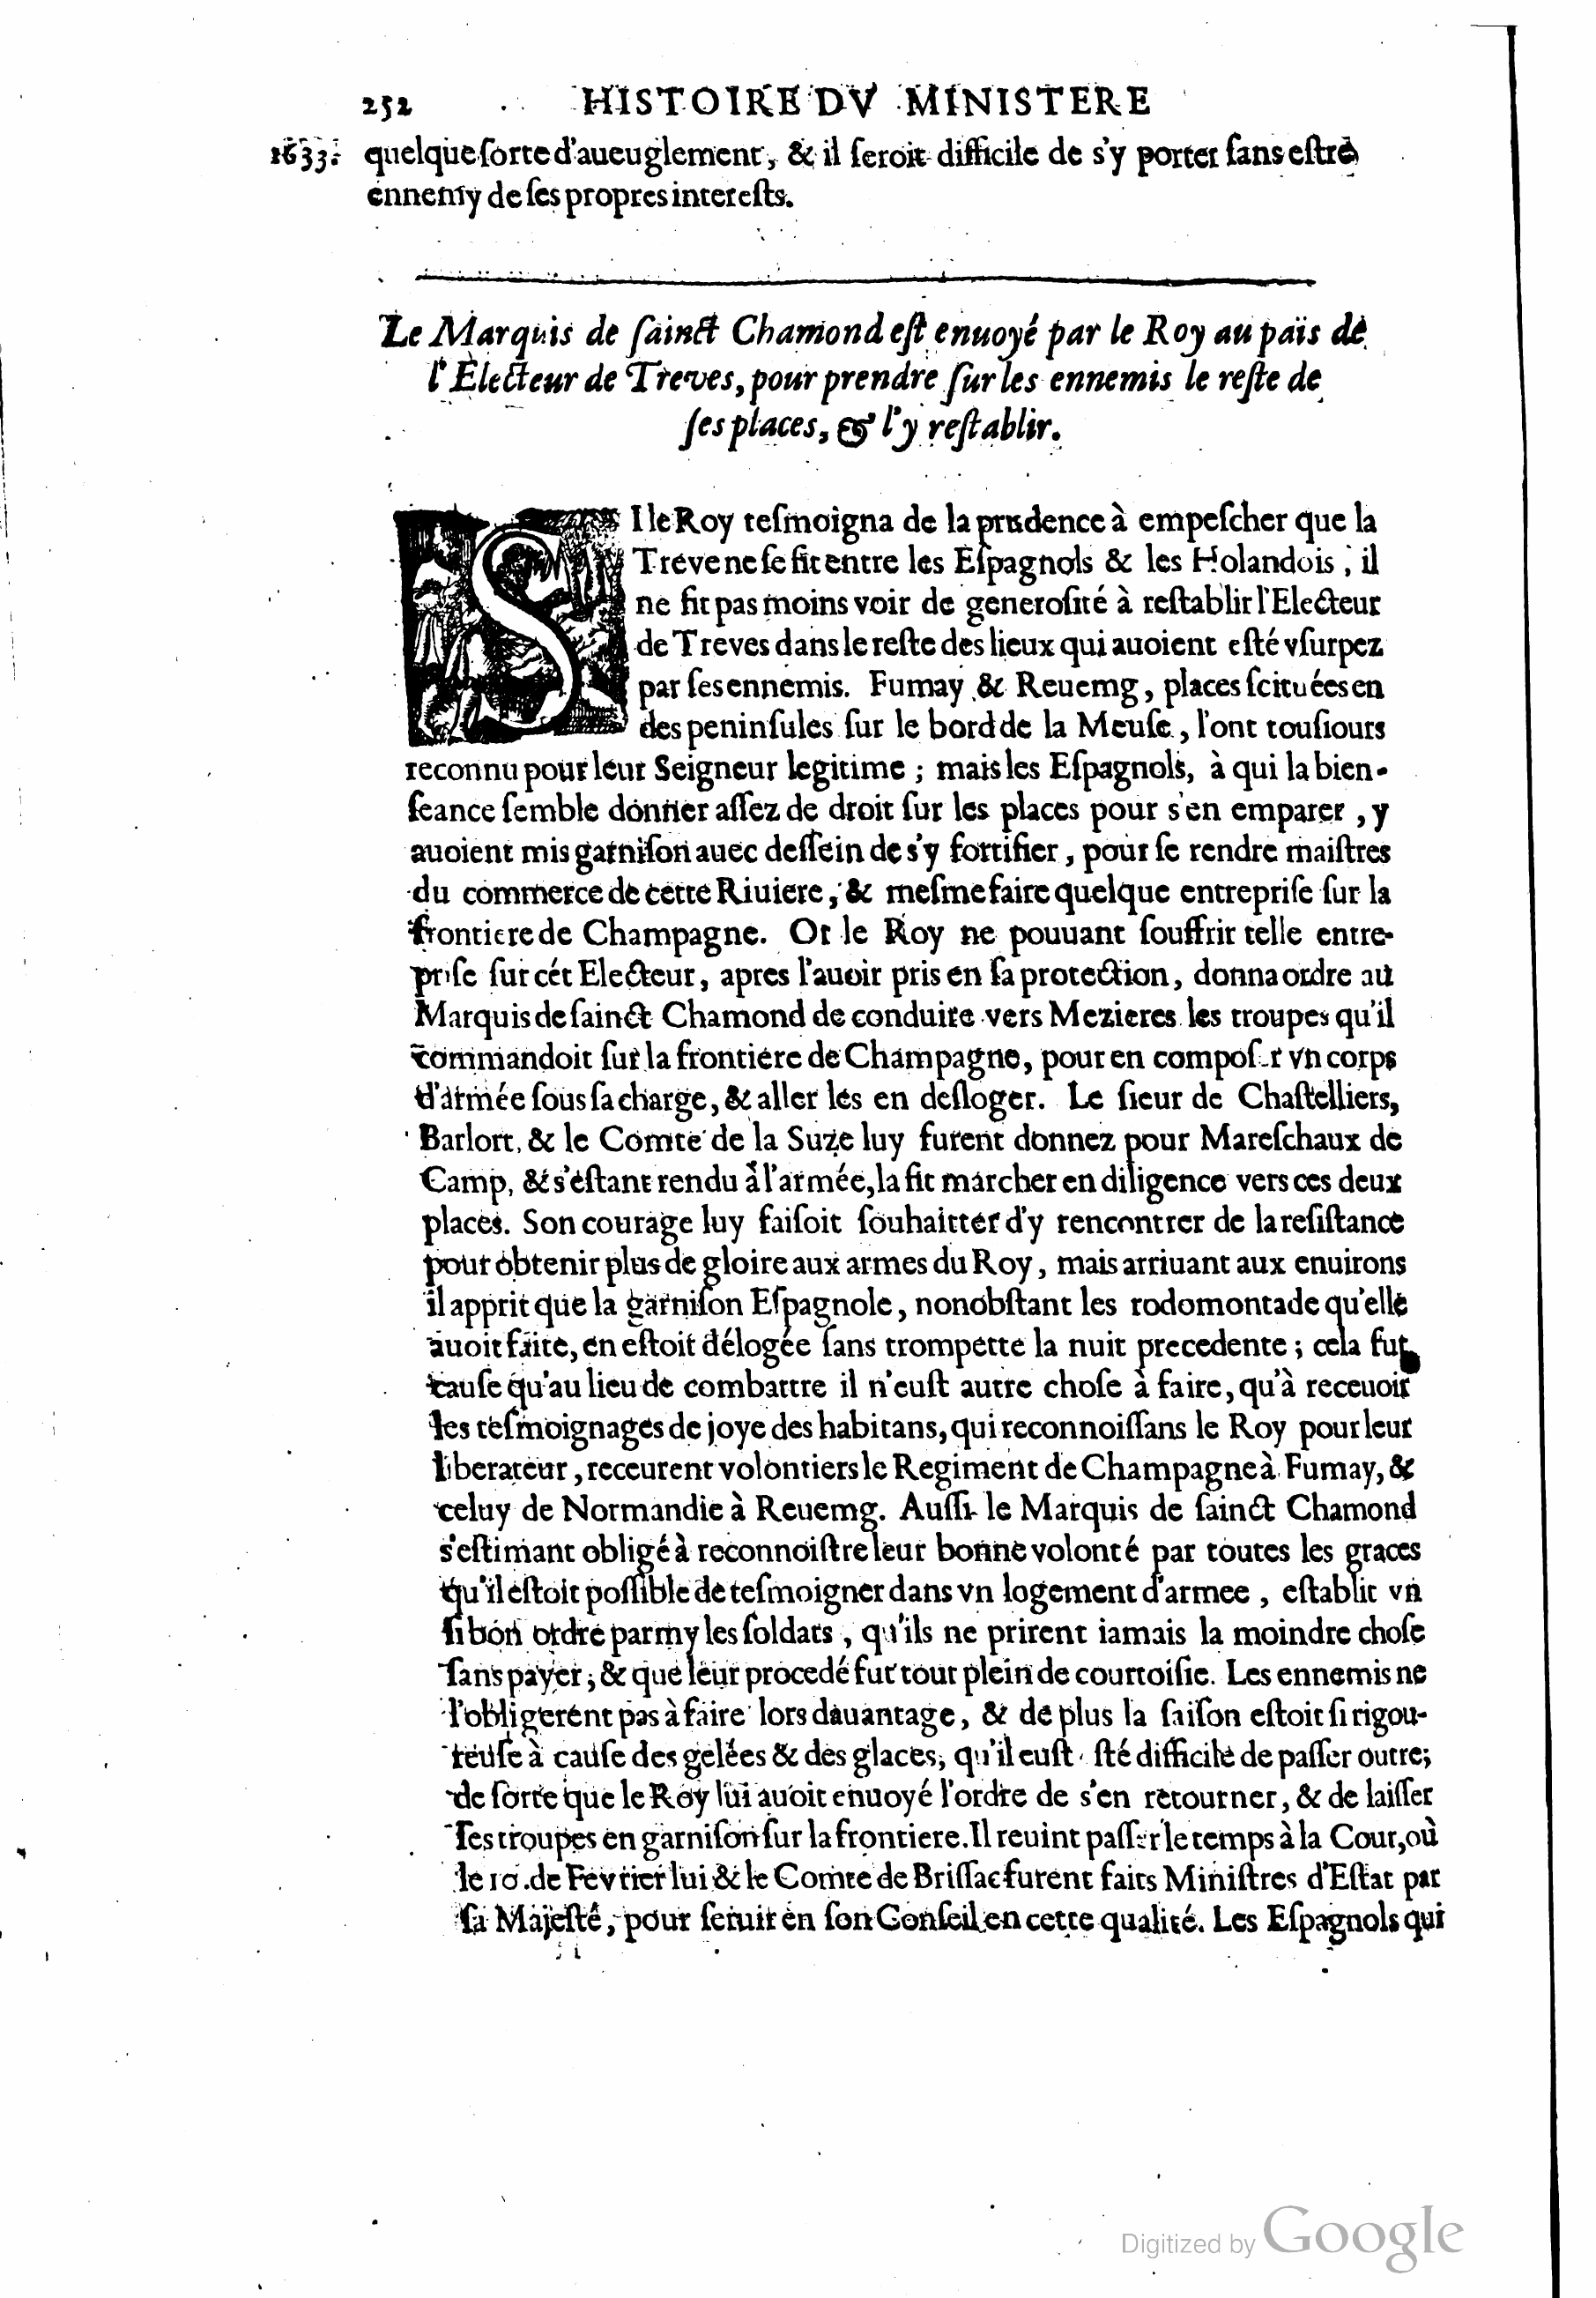 252 HISTOIRE DV MINISTERE
1633. quelque ſorte d'aueuglement, & il ſeroit difficile de s'y porter ſans eſtre
ennemy de ſes propres intereſts.
Le Marquis de ſainct Chamond eſt enuoyé par le Roy au païs de
l'Electeur de Treves, pour prendre ſur les ennemis le reſte de
ſes places, & l'y reſtablir.
SI le Roy teſmoigna de la prudence à empeſcher que la
Treve ne ſe fit entre les Eſpagnols & les Holandois, il
ne fit pas moins voir de generoſité à reſtablir l'Electeur
de Treves dans le reſte des lieux qui auoient eſté vſurpez
par ſes ennemis. Fumay & Reuemg, places ſcituées en
des peninſules ſur le bord de la Meuſe, l'ont touſiours
reconnu pour leur Seigneur legitime ; mais les Eſpagnols, à qui la bien-
ſeance ſemble donner aſſez de droit ſur les places pour s'en emparer, y
auoient mis garniſon auec deſſein de s'y fortifier, pour ſe rendre maiſtres
du commerce de cette Riuiere, & meſme faire quelque entrepriſe ſur la
frontiere de Champagne. Or le Roy ne pouuant ſouffrir telle entre-
priſe ſur cét Electeur, apres l'auoir pris en ſa protection, donna ordre au
Marquis de ſainct Chamond de conduire vers Mezieres les troupes qu'il
commandoit ſur la frontiere de Champagne, pour en compoſer vn corps
d'armée ſous ſa charge, & aller les en deſloger. Le ſieur de Chaſtelliers,
Barlort, & le Comte de la Suze luy furent donnez pour Mareſchaux de
Camp, & s'eſtant rendu à l'armée, la fit marcher en diligence vers ces deux
places. Son courage luy faiſoit ſouhaitter d'y rencontrer de la reſiſtance
pour obtenir plus de gloire aux armes du Roy, mais arriuant aux enuirons
il apprit que la garniſon Eſpagnole, nonobſtant les rodomontade qu'elle
auoit faite, en eſtoit délogée ſans trompette la nuit precedente ; cela fut
cauſe qu'au lieu de combattre il n'euſt autre choſe à faire, qu'à receuoir
les teſmoignages de joye des habitans, qui reconnoiſſans le Roy pour leur
liberateur, receurent volontiers le Regiment de Champagne à Fumay, &
celuy de Normandie à Reuemg. Auſſi le Marquis de ſainct Chamond
s'eſtimant obligé à reconnoiſtre leur bonne volonté par toutes les graces
qu'il eſtoit poſſible de teſmoigner dans vn logement d'armee, eſtablit vn
ſi bon ordre parmy les ſoldats, qu'ils ne prirent iamais la moindre choſe
ſans payer ; & que leur procedé fut tout plein de courtoiſie. Les ennemis ne
l'obligerent pas à faire lors dauantage, & de plus la ſaiſon eſtoit ſi rigou-
reuſe à cauſe des gelées & des glaces, qu'il euſt eſté difficile de paſſer outre;
de ſorte que le Roy lui auoit enuoyé l'ordre de s'en retourner, & de laiſſer
ſes troupes en garniſon ſur la frontiere. Il reuint paſſer le temps à la Cour, où
le 10. de Fevrier lui & le Comte de Briſſac furent faits Miniſtres d'Eſtat par
ſa Majeſté, pour ſeruir en ſon Conſeil en cette qualité. Les Eſpagnols qui
Digitized by Google